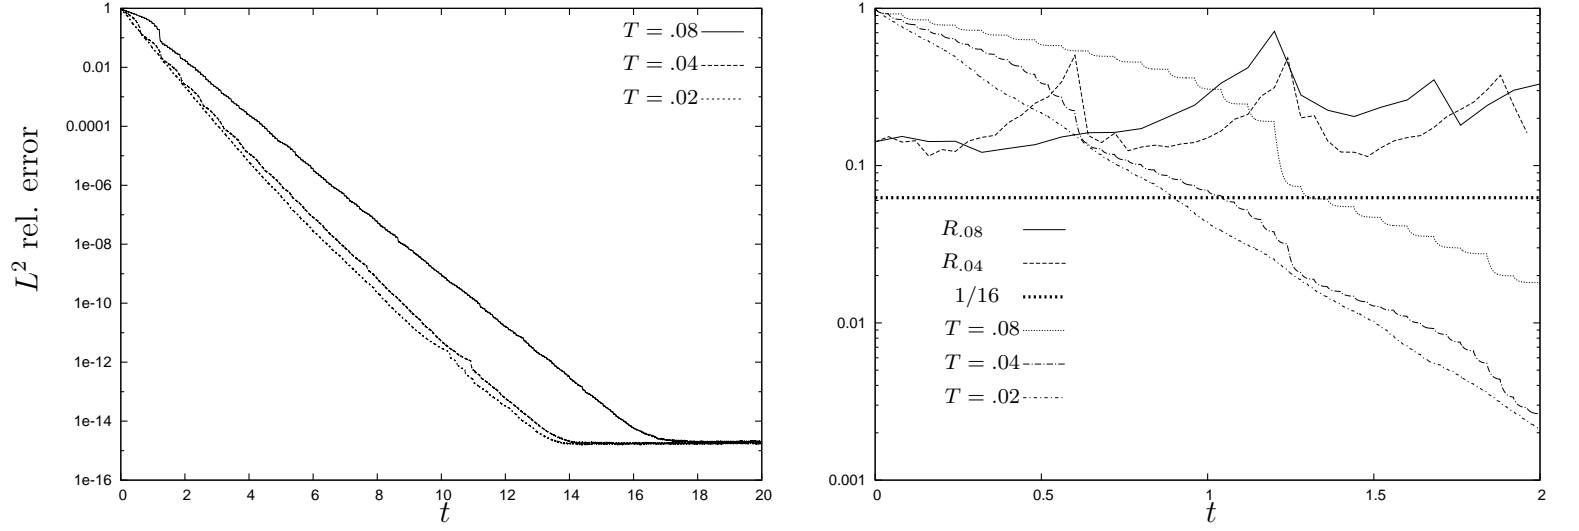 L² rel. error
1
0.01
0.0001
1e-06
1e-08
1e-10
1e-12
1e-14
1e-16
0 2 4 6 8 10 12 14 16 18 20
t
T = .08
T = .04
T = .02
1
0.1
0.01
0.001
0 0.5 1 1.5 2
t
R.08
R.04
1/16
T = .08
T = .04
T = .02